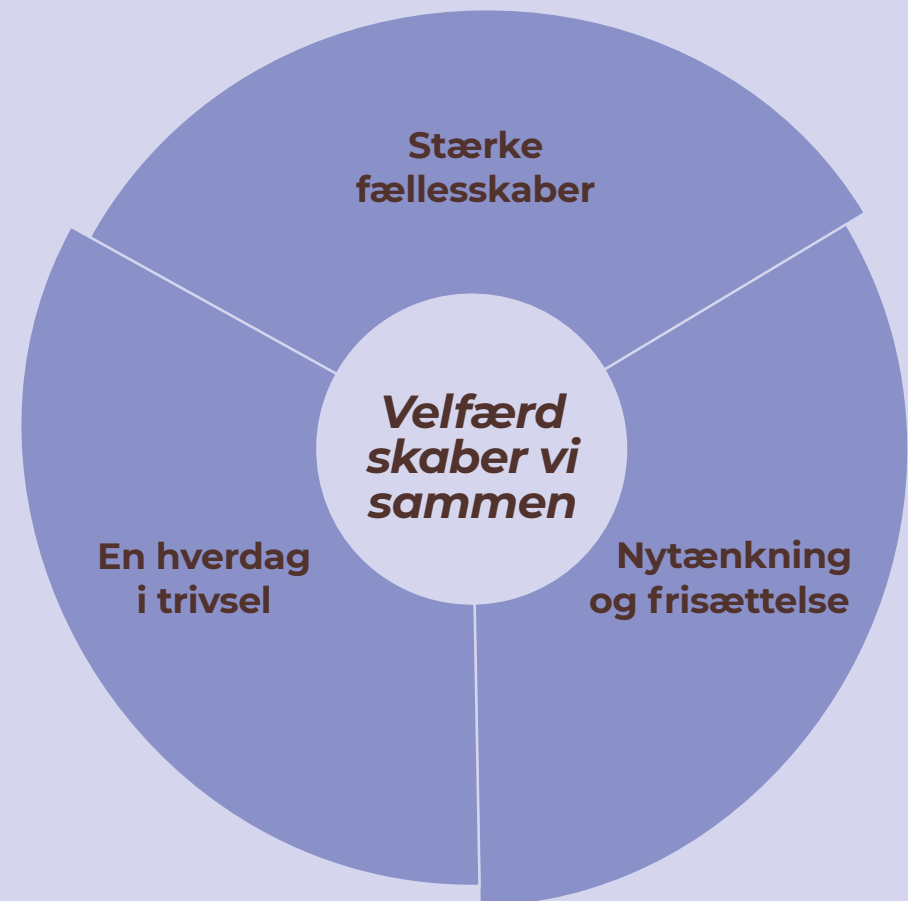 Stærke
fællesskaber
Velfærd
skaber vi
sammen
En hverdag
i trivsel
Nytænkning
og frisættelse